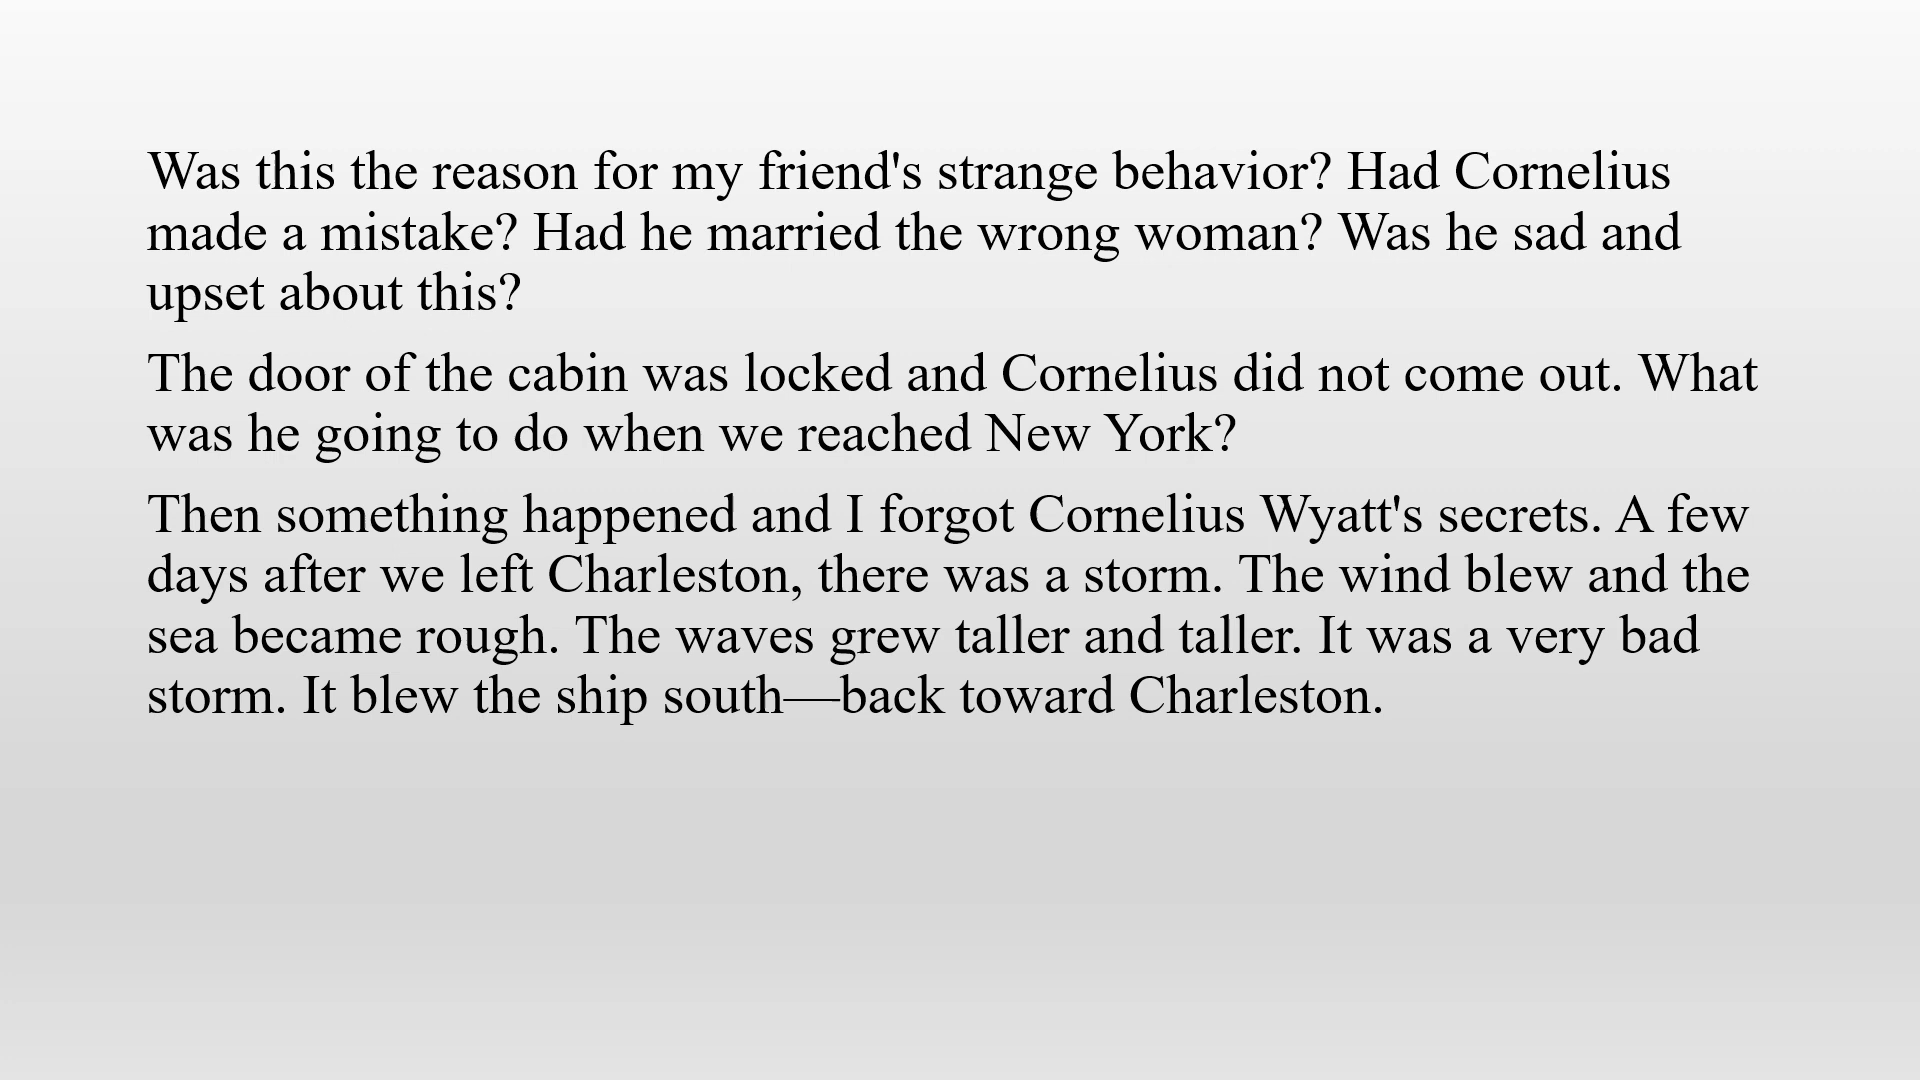 Was this the reason for my friend's strange behavior? Had Cornelius
made a mistake? Had he married the wrong woman? Was he sad and
upset about this?
The door of the cabin was locked and Cornelius did not come out. What
was he going to do when we reached New York?
Then something happened and I forgot Cornelius Wyatt's secrets. A few
days after we left Charleston, there was a storm. The wind blew and the
sea became rough. The waves grew taller and taller. It was a very bad
storm. It blew the ship south—back toward Charleston.